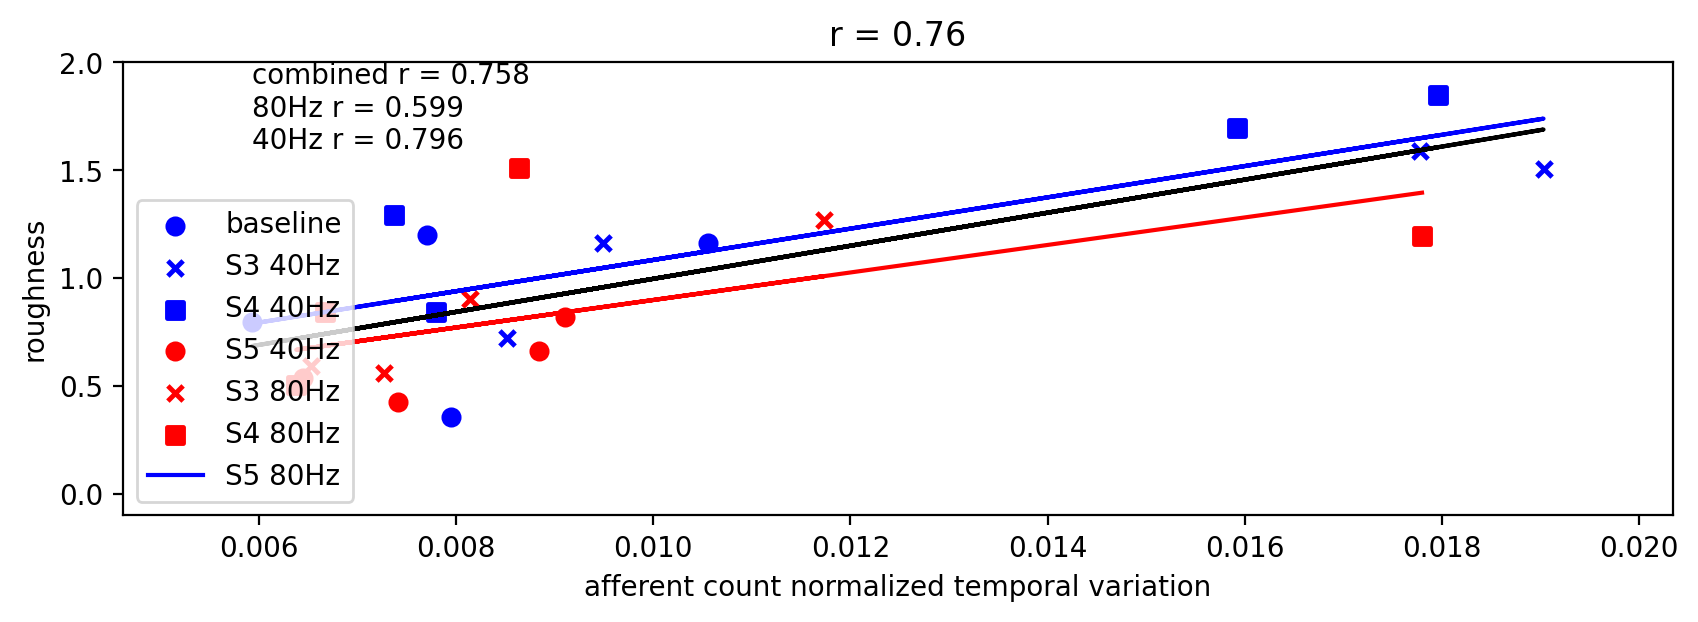 r = 0.76
combined r = 0.758
80Hz r = 0.599
40Hz r = 0.796
roughness
2.0
1.5
1.0
0.5
0.0
baseline
S3 40Hz
S4 40Hz
S5 40Hz
S3 80Hz
S4 80Hz
S5 80Hz
0.006 0.008 0.010 0.012 0.014 0.016 0.018 0.020
afferent count normalized temporal variation